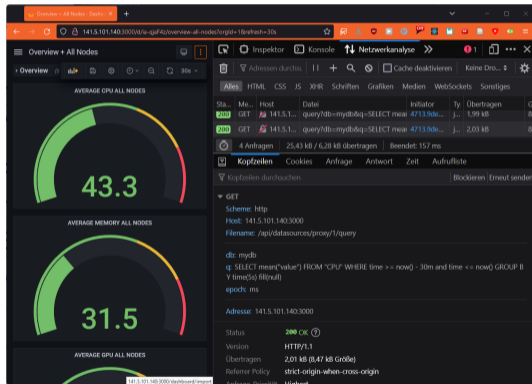 Overview + All Nodes - Dash
141.5.101.140:3000/d/
overview-all-nodes?orgId=1&refresh=30s
Overview + All Nodes
Overview
30s
AVERAGE CPU ALL NODES
43.3
AVERAGE MEMORY ALL NODES
31.5
AVERAGE GPU ALL NODES
141.5.101.140:3000/dashboard/import
Inspektor
Konsole
Netzwerkanalyse
1
Adressen durchsu
Cache deaktivieren
Keine Dro...
Alles HTML CSS JS XHR Schriften Grafiken Medien WebSockets Sonstiges
Sta... Me... Host Datei Initiator Ty Übertragen
200 GET 141.5.1... query?db=mydb&q=SELECT mea 4713.9de... j... 1,99 kB
200 GET 141.5.1... query?db=mydb&q=SELECT mea 4713.9de... j... 2,03 kB
4 Anfragen 25,43 kB / 6,28 kB übertragen Beendet: 157 ms
Kopfzeilen Cookies Anfrage Antwort Zeit Aufrufliste
Kopfzeilen durchsuchen
Blockieren Erneut senden
GET
Scheme: http
Host: 141.5.101.140:3000
Filename: /api/datasources/proxy/1/query
db: mydb
q: SELECT mean("value") FROM "CPU" WHERE time >= now() - 30m and time <= now() GROUP B
Y time(5s) fill(null)
epoch: ms
Adresse: 141.5.101.140:3000
Status 200 OK
Version HTTP/1.1
Übertragen 2,01 kB (8,47 kB Größe)
Referrer Policy strict-origin-when-cross-origin